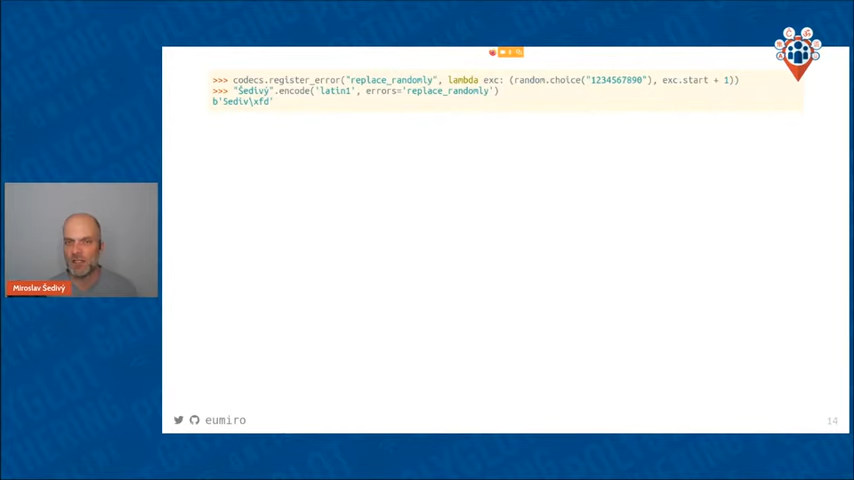 >>> codecs.register_error("replace_randomly", lambda exc: (random.choice("1234567890"), exc.start + 1))
>>> "Šedivý".encode('latin1', errors='replace_randomly')
b'5ediv\xfd'
Miroslav Šedivý
eumiro
14